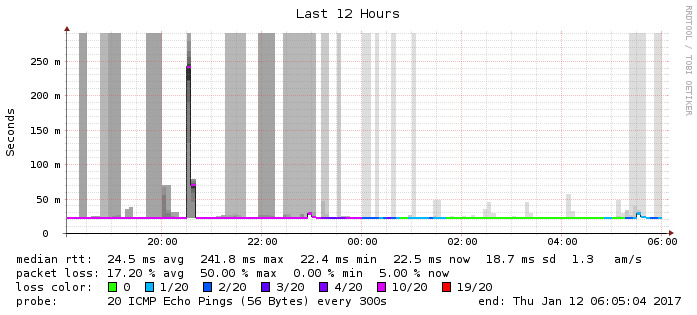 Last 12 Hours
RRDTOOL / TOBI OETIKER
Seconds
250 m
200 m
150 m
100 m
50 m
0
20:00 22:00 00:00 02:00 04:00 06:00
median rtt: 24.5 ms avg 241.8 ms max 22.4 ms min 22.5 ms now 18.7 ms sd 1.3 am/s
packet loss: 17.20 % avg 50.00 % max 0.00 % min 5.00 % now
loss color: 0 1/20 2/20 3/20 4/20 10/20 19/20
probe: 20 ICMP Echo Pings (56 Bytes) every 300s end: Thu Jan 12 06:05:04 2017